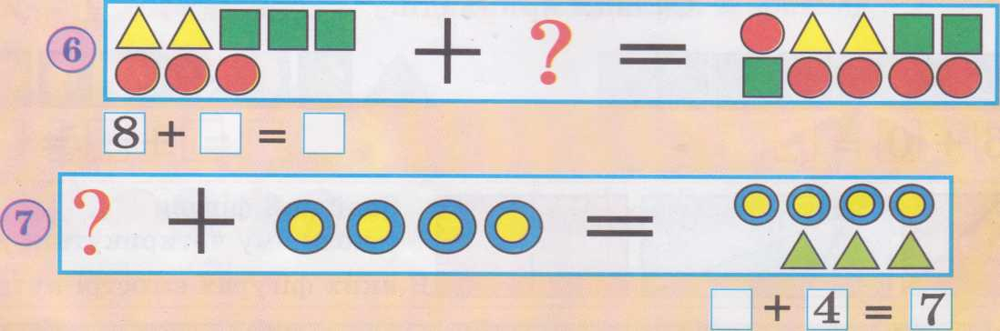 6 + ? =
8 + =
7 ? + =
+ 4 = 7